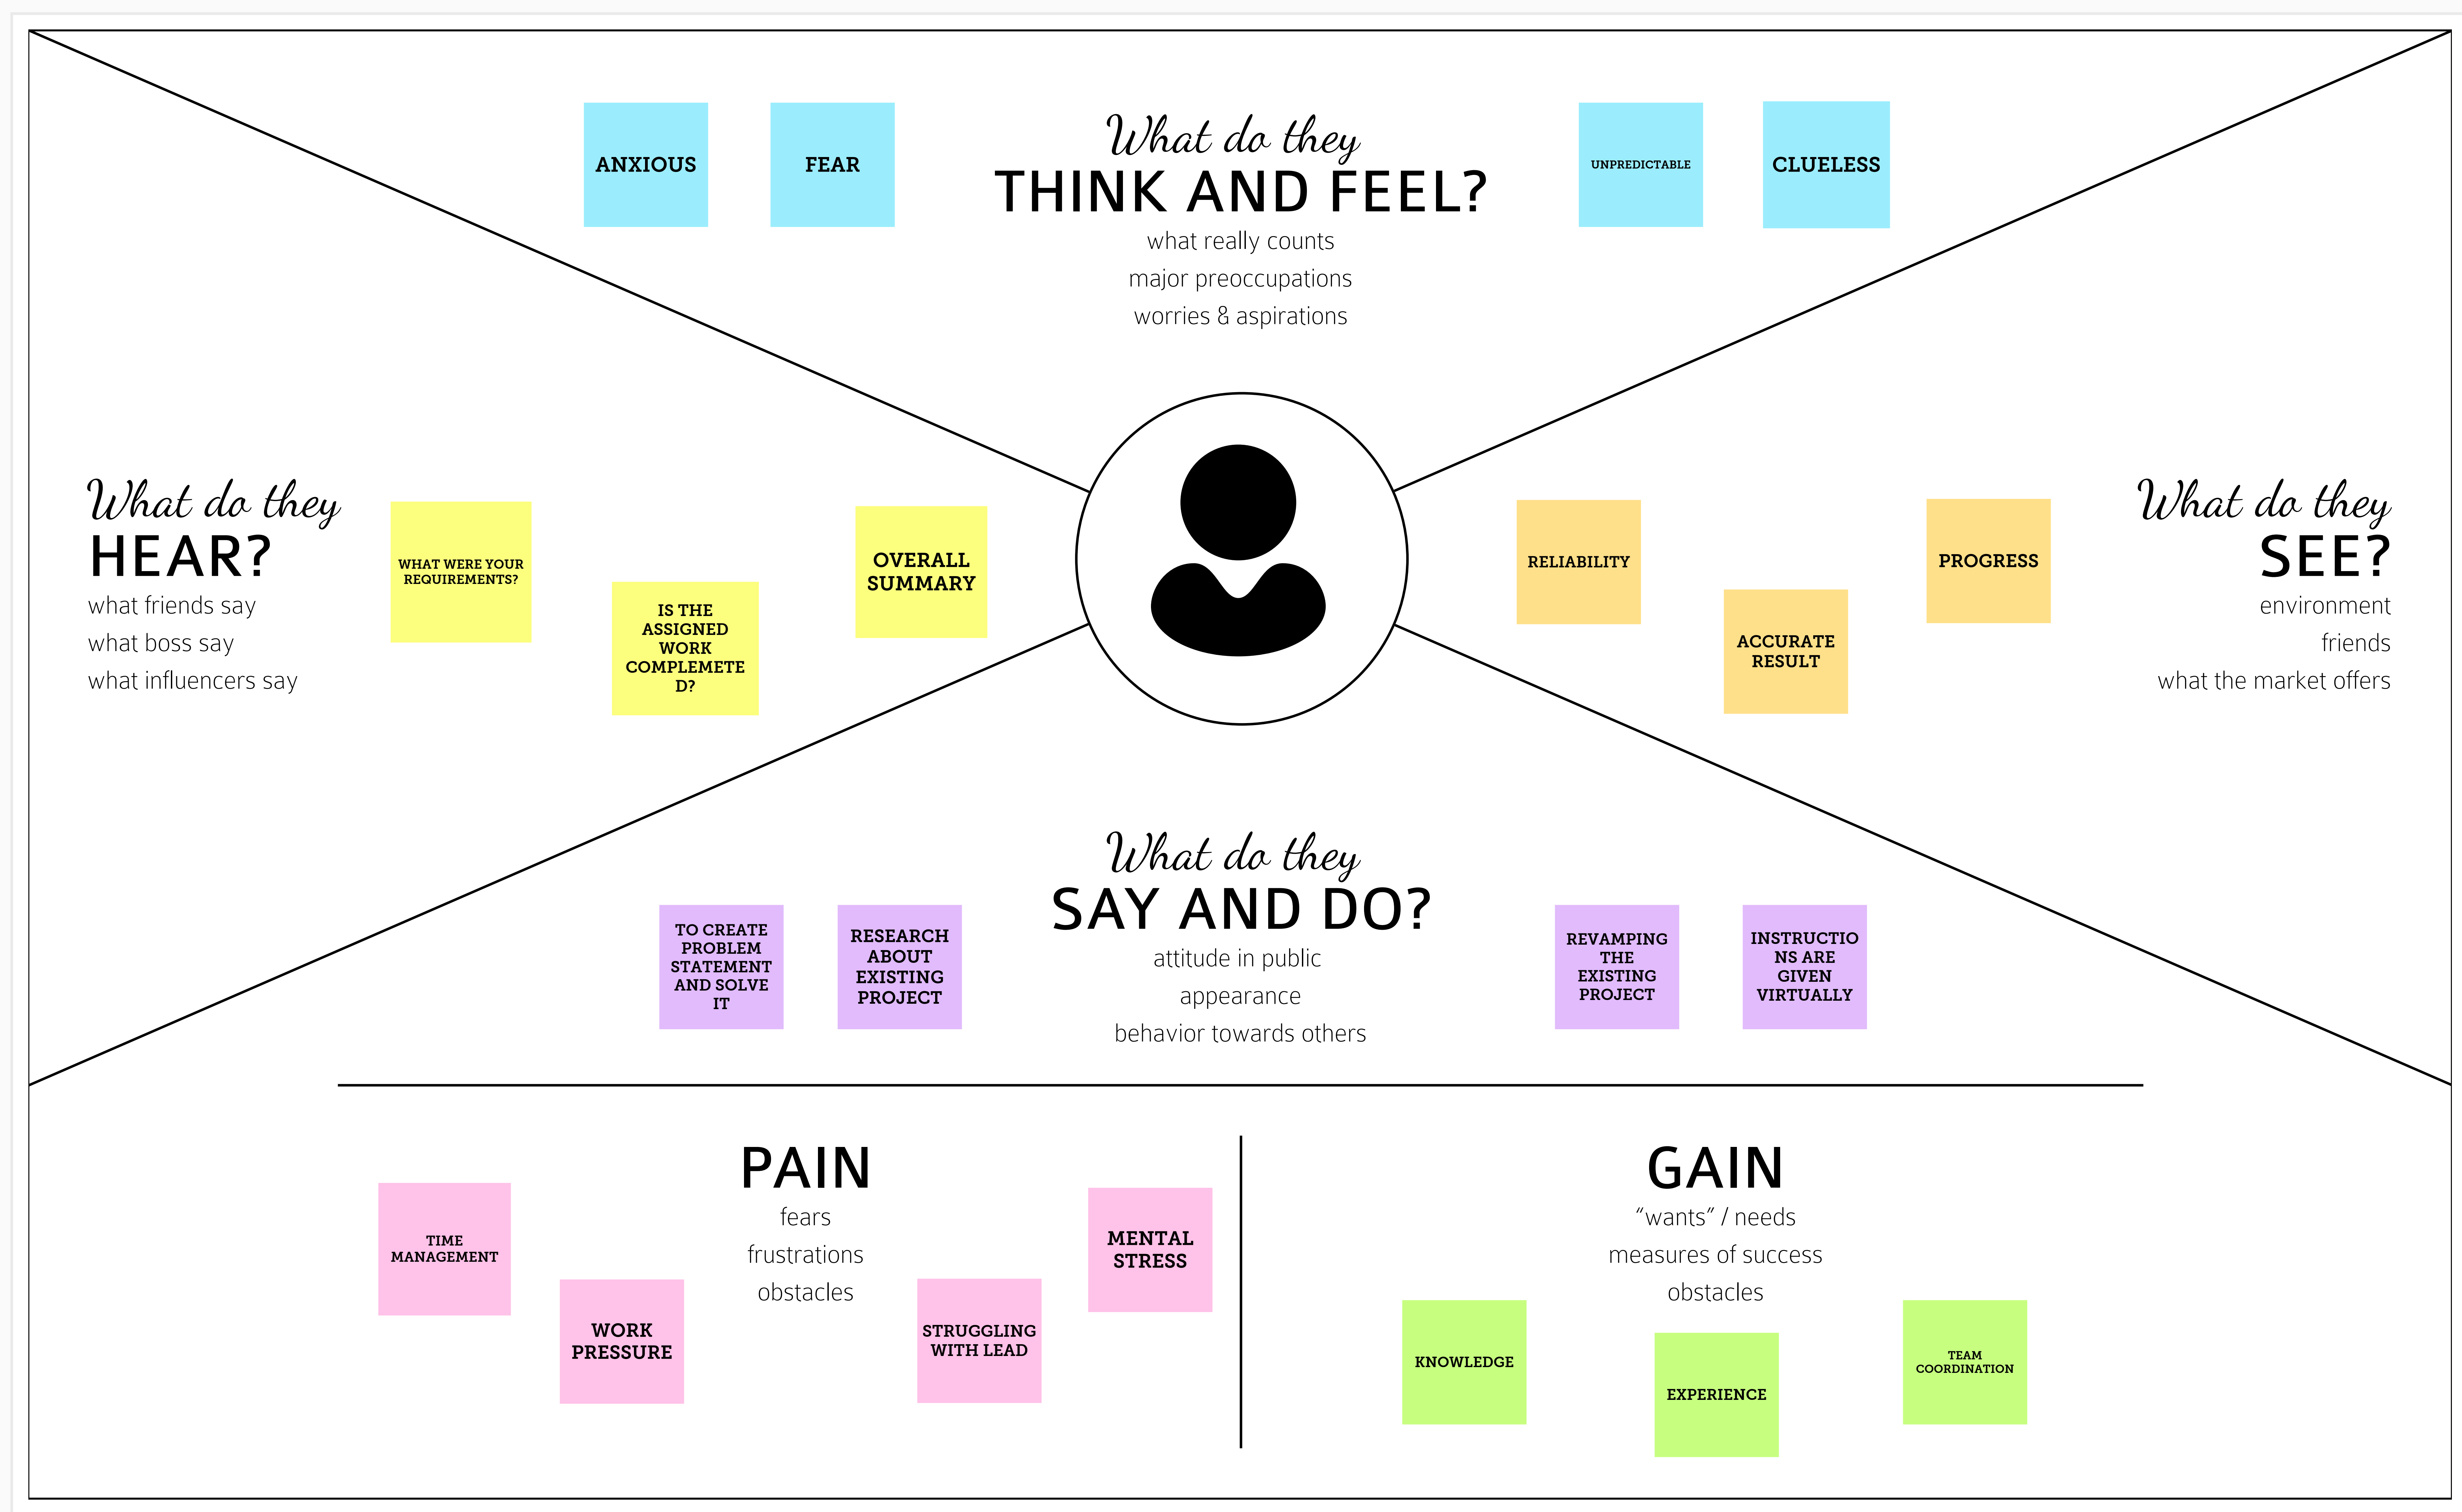 What do they
THINK AND FEEL?
what really counts
major preoccupations
worries & aspirations
ANXIOUS
FEAR
UNPREDICTABLE
CLUELESS
What do they
HEAR?
what friends say
what boss say
what influencers say
WHAT WERE YOUR
REQUIREMENTS?
IS THE
ASSIGNED
WORK
COMPLEMETE
D?
OVERALL
SUMMARY
RELIABILITY
ACCURATE
RESULT
PROGRESS
What do they
SEE?
environment
friends
what the market offers
What do they
SAY AND DO?
attitude in public
appearance
behavior towards others
TO CREATE
PROBLEM
STATEMENT
AND SOLVE
IT
RESEARCH
ABOUT
EXISTING
PROJECT
REVAMPING
THE
EXISTING
PROJECT
INSTRUCTIO
NS ARE
GIVEN
VIRTUALLY
PAIN
fears
frustrations
obstacles
TIME
MANAGEMENT
WORK
PRESSURE
STRUGGLING
WITH LEAD
MENTAL
STRESS
GAIN
“wants” / needs
measures of success
obstacles
KNOWLEDGE
EXPERIENCE
TEAM
COORDINATION